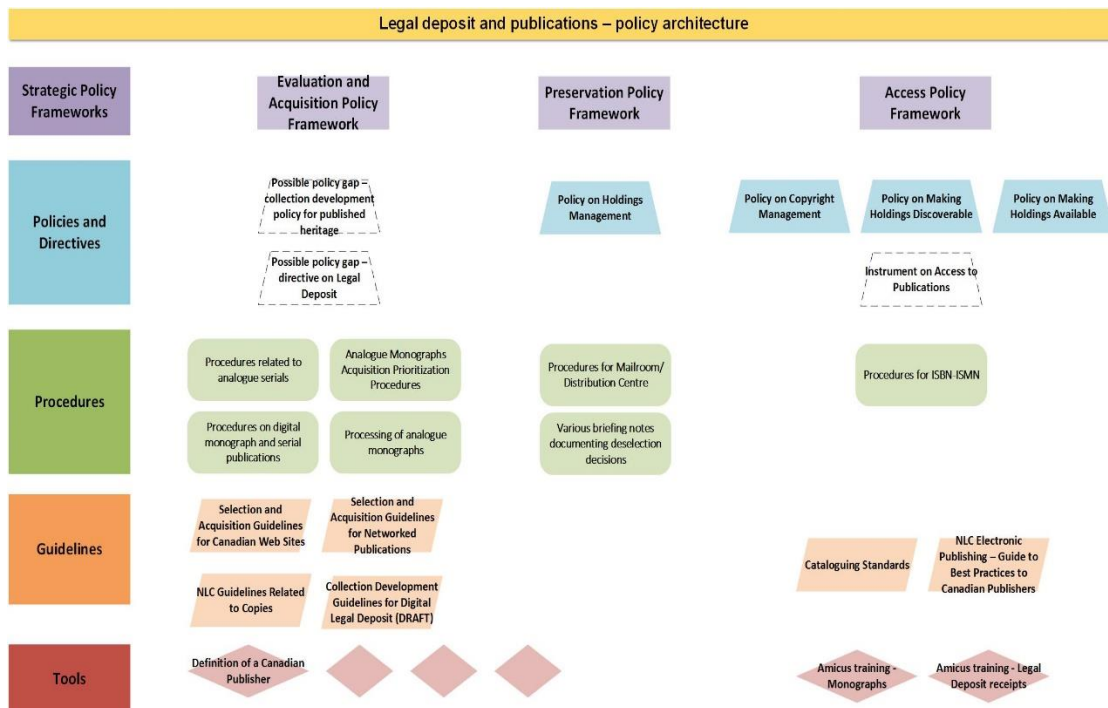 Legal deposit and publications – policy architecture
Strategic Policy
Frameworks
Evaluation and
Acquisition Policy
Framework
Preservation Policy
Framework
Access Policy
Framework
Policies and
Directives
Possible policy gap –
collection development
policy for published
heritage
Possible policy gap –
directive on Legal
Deposit
Policy on Holdings
Management
Policy on Copyright
Management
Policy on Making
Holdings Discoverable
Policy on Making
Holdings Available
Instrument on Access to
Publications
Procedures
Procedures related to
analogue serials
Analogue Monographs
Acquisition Prioritization
Procedures
Procedures on digital
monograph and serial
publications
Processing of analogue
monographs
Procedures for Mailroom/
Distribution Centre
Various briefing notes
documenting deselection
decisions
Procedures for ISBN-ISMN
Guidelines
Selection and
Acquisition Guidelines
for Canadian Web Sites
Selection and
Acquisition Guidelines
for Networked
Publications
NLC Guidelines Related
to Copies
Collection Development
Guidelines for Digital
Legal Deposit (DRAFT)
Cataloguing Standards
NLC Electronic
Publishing – Guide to
Best Practices to
Canadian Publishers
Tools
Definition of a Canadian
Publisher
Amicus training -
Monographs
Amicus training - Legal
Deposit receipts